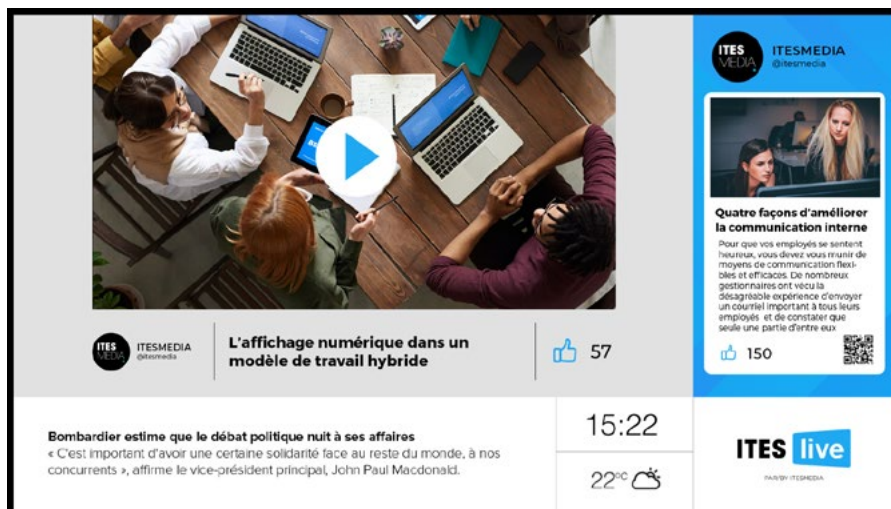 ITES
MEDIA
ITESMEDIA
@itesmedia
L'affichage numérique dans un
modèle de travail hybride
57
ITES
MEDIA
ITESMEDIA
@itesmedia
Quatre façons d'améliorer
la communication interne
Pour que vos employés se sentent
heureux, vous devez vous munir de
moyens de communication flexi-
bles et efficaces. De nombreux
gestionnaires ont vécu la
désagréable expérience d'envoyer
un courriel important à tous leurs
employés et de constater que
seule une partie d'entre eux
150
Bombardier estime que le débat politique nuit à ses affaires
« C'est important d'avoir une certaine solidarité face au reste du monde, à nos
concurrents », affirme le vice-président principal, John Paul Macdonald.
15:22
22°C
ITES live
PAR/BY ITESMEDIA